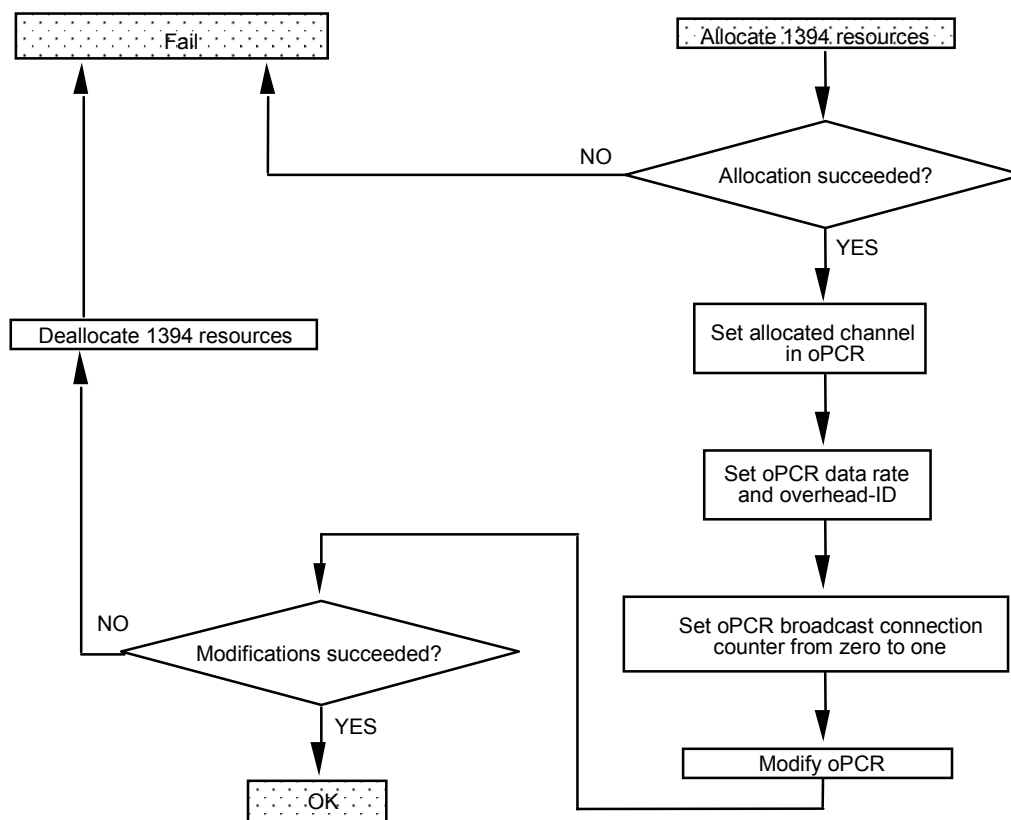 Fail
Allocate 1394 resources
NO
Allocation succeeded?
YES
Set allocated channel
in oPCR
Deallocate 1394 resources
Set oPCR data rate
and overhead-ID
NO
Modifications succeeded?
Set oPCR broadcast connection
counter from zero to one
YES
Modify oPCR
OK